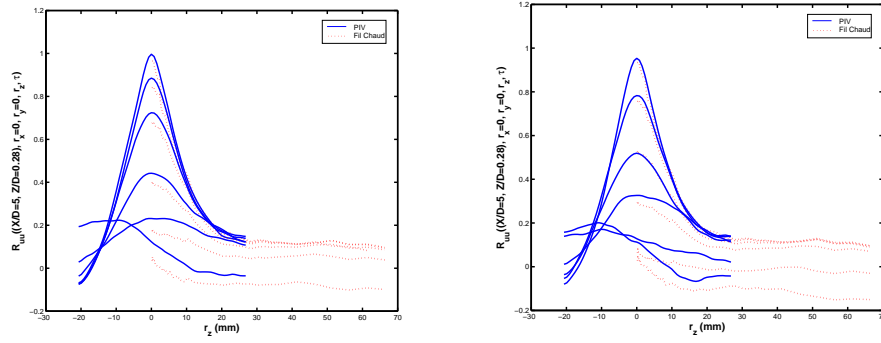 PIV
Fil Chaud
1.2
1
0.8
0.6
0.4
0.2
0
−0.2
R_uu((X/D=5, Z/D=0.28), r_x=0, r_y=0, r_z, τ)
−30 −20 −10 0 10 20 30 40 50 60 70
r_z (mm)
PIV
Fil Chaud
1.2
1
0.8
0.6
0.4
0.2
0
−0.2
R_uu((X/D=5, Z/D=0.28), r_x=0, r_y=0, r_z, τ)
−30 −20 −10 0 10 20 30 40 50 60 70
r_z (mm)